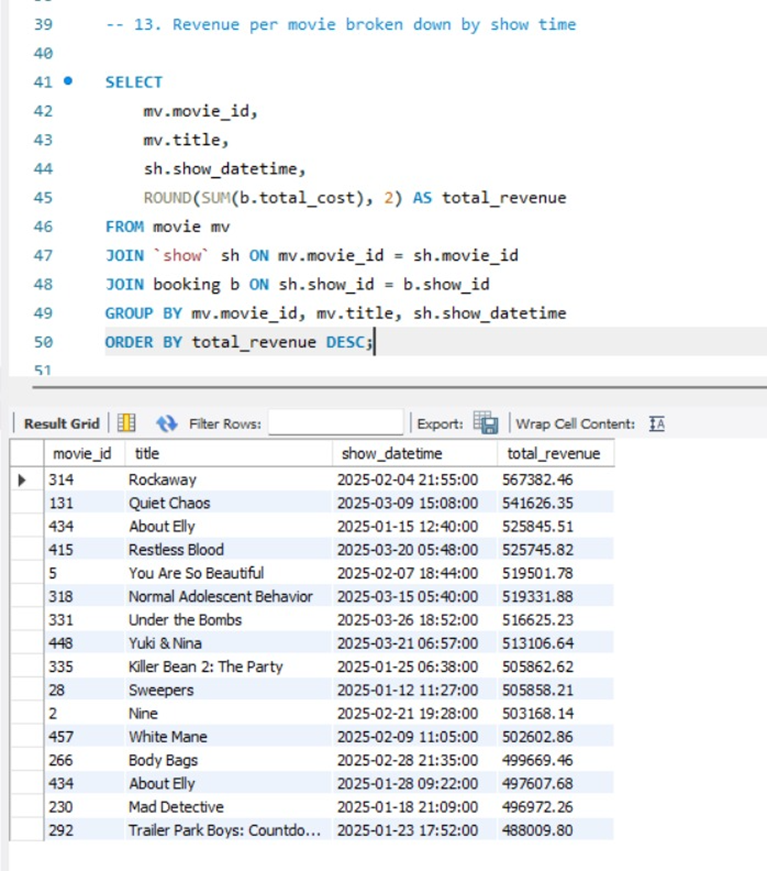 39 -- 13. Revenue per movie broken down by show time
40
41 SELECT
42 mv.movie_id,
43 mv.title,
44 sh.show_datetime,
45 ROUND(SUM(b.total_cost), 2) AS total_revenue
46 FROM movie mv
47 JOIN `show` sh ON mv.movie_id = sh.movie_id
48 JOIN booking b ON sh.show_id = b.show_id
49 GROUP BY mv.movie_id, mv.title, sh.show_datetime
50 ORDER BY total_revenue DESC;
51
Result Grid Filter Rows: Export: Wrap Cell Content: IA
movie_id title show_datetime total_revenue
314 Rockaway 2025-02-04 21:55:00 567382.46
131 Quiet Chaos 2025-03-09 15:08:00 541626.35
434 About Elly 2025-01-15 12:40:00 525845.51
415 Restless Blood 2025-03-20 05:48:00 525745.82
5 You Are So Beautiful 2025-02-07 18:44:00 519501.78
318 Normal Adolescent Behavior 2025-03-15 05:40:00 519331.88
331 Under the Bombs 2025-03-26 18:52:00 516625.23
448 Yuki & Nina 2025-03-21 06:57:00 513106.64
335 Killer Bean 2: The Party 2025-01-25 06:38:00 505862.62
28 Sweepers 2025-01-12 11:27:00 505858.21
2 Nine 2025-02-21 19:28:00 503168.14
457 White Mane 2025-02-09 11:05:00 502602.86
266 Body Bags 2025-02-28 21:35:00 499669.46
434 About Elly 2025-01-28 09:22:00 497607.68
230 Mad Detective 2025-01-18 21:09:00 496972.26
292 Trailer Park Boys: Countdo... 2025-01-23 17:52:00 488009.80